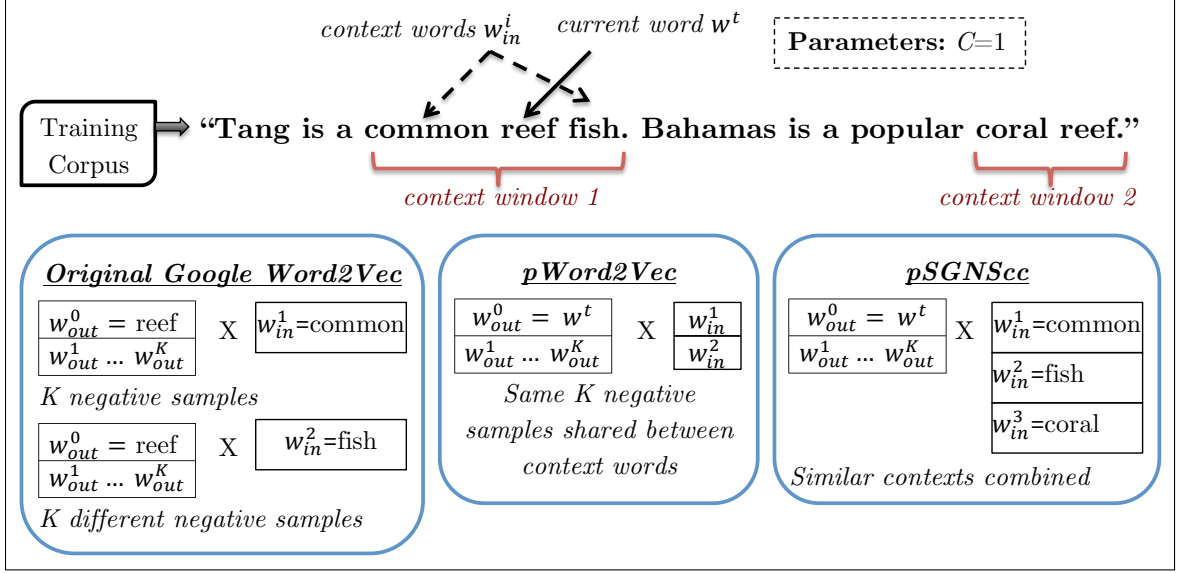 context words w_in^i current word w^t
Parameters: C=1
Training
Corpus
“Tang is a common reef fish. Bahamas is a popular coral reef.”
context window 1
context window 2
Original Google Word2Vec
w_out^0 = reef
w_out^1 ... w_out^K
X
w_in^1=common
K negative samples
w_out^0 = reef
w_out^1 ... w_out^K
X
w_in^2=fish
K different negative samples
pWord2Vec
w_out^0 = w^t
w_out^1 ... w_out^K
X
w_in^1
w_in^2
Same K negative
samples shared between
context words
pSGNScc
w_out^0 = w^t
w_out^1 ... w_out^K
X
w_in^1=common
w_in^2=fish
w_in^3=coral
Similar contexts combined